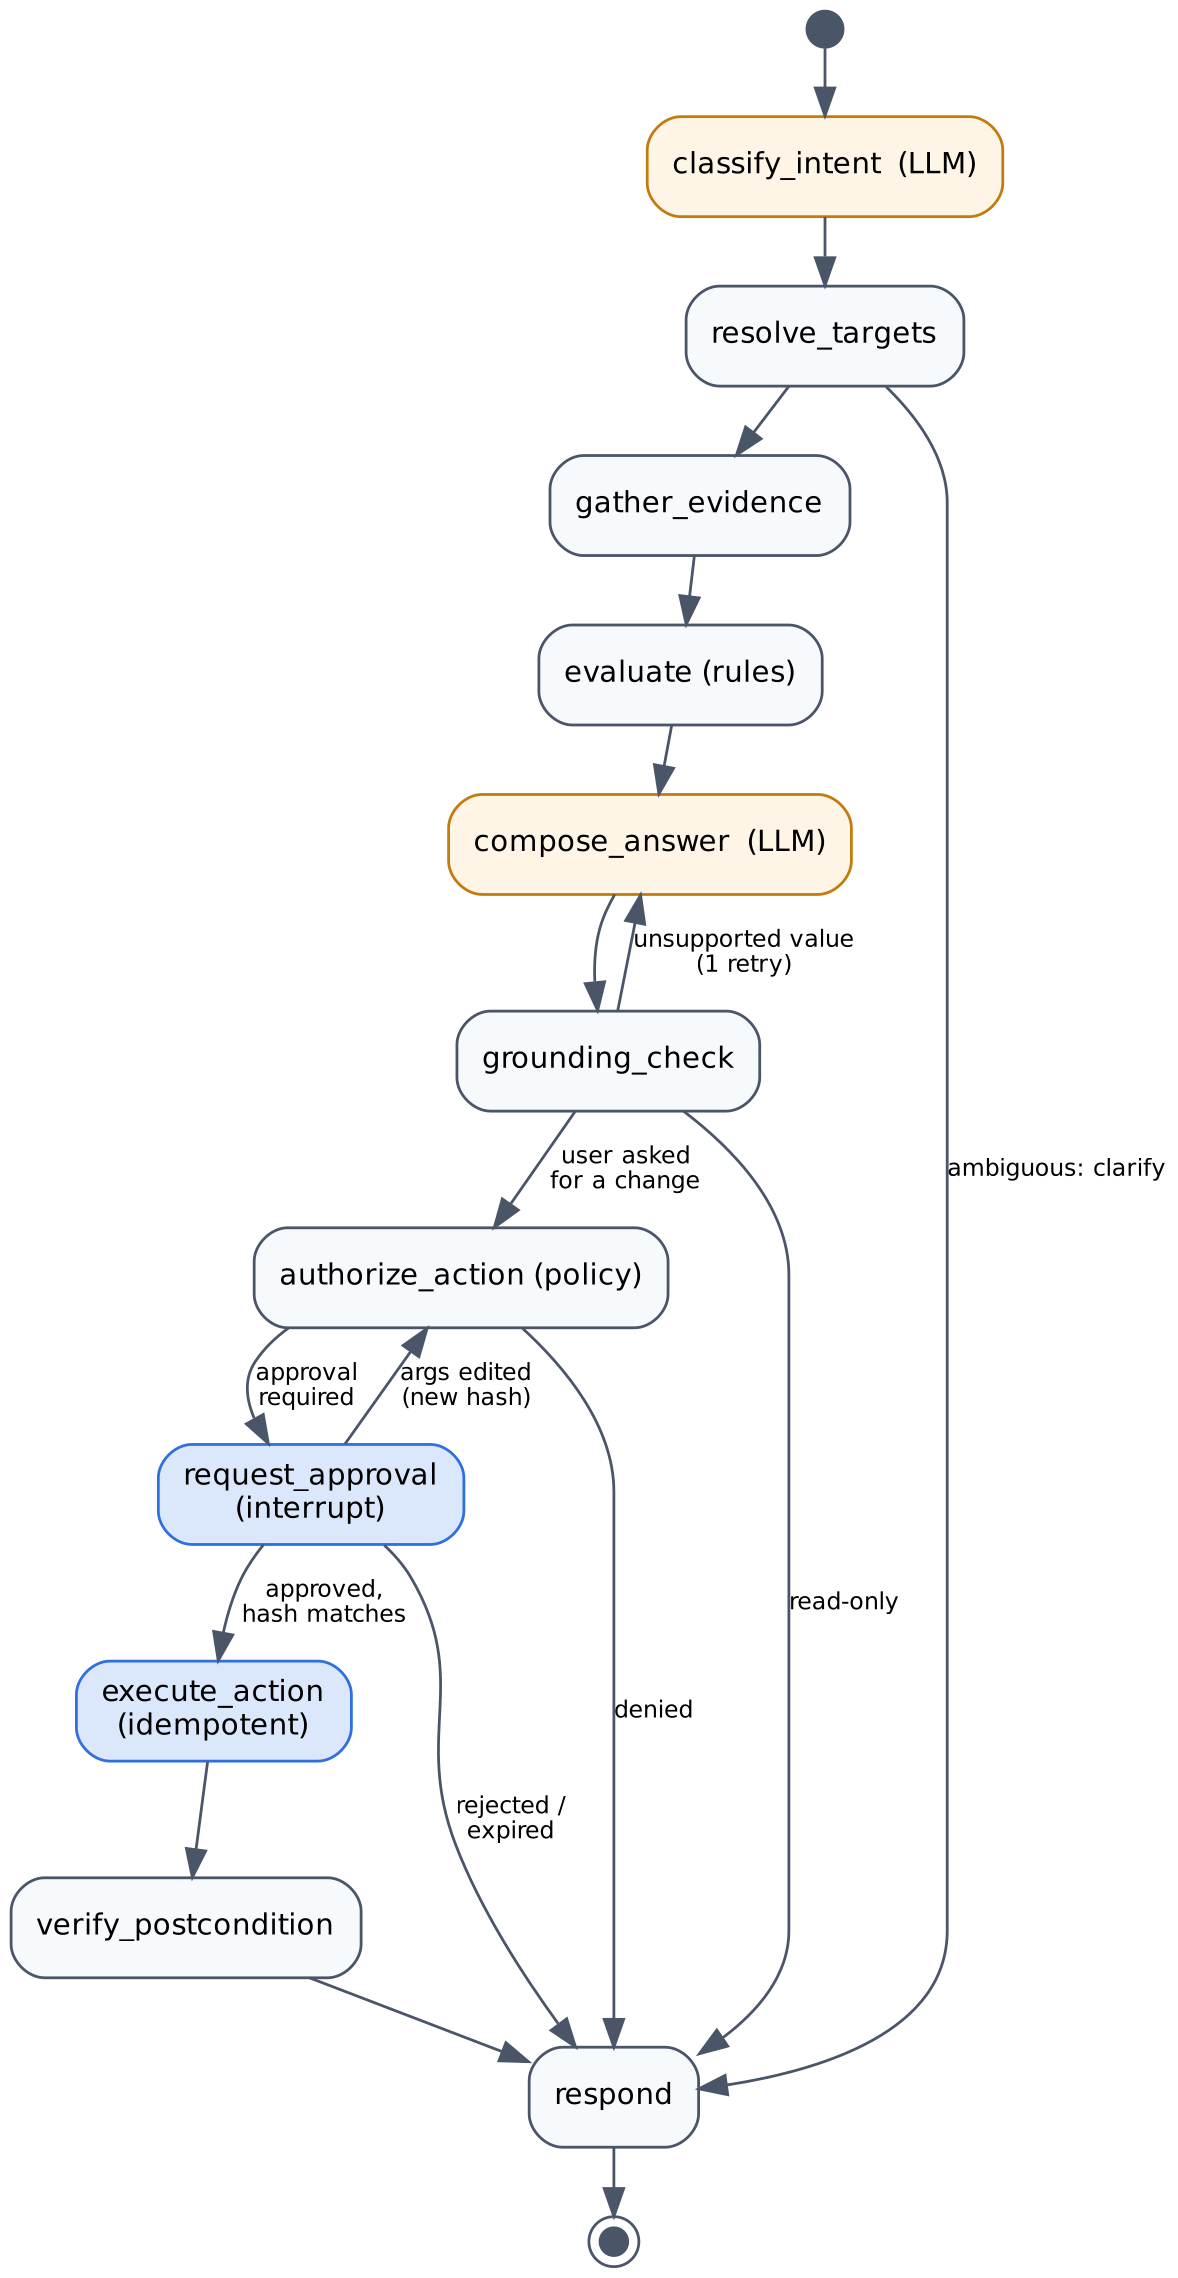 classify_intent (LLM)
resolve_targets
gather_evidence
evaluate (rules)
compose_answer (LLM)
unsupported value
(1 retry)
grounding_check
user asked
for a change
ambiguous: clarify
authorize_action (policy)
approval
required
args edited
(new hash)
request_approval
(interrupt)
approved,
hash matches
read-only
execute_action
(idempotent)
denied
rejected /
expired
verify_postcondition
respond